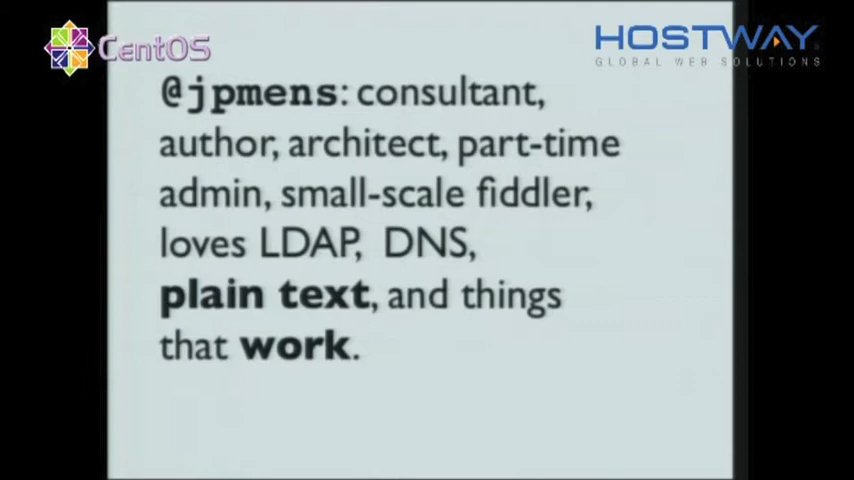 CentOS
HOSTWAY
GLOBAL WEB SOLUTIONS
@jpmens: consultant,
author, architect, part-time
admin, small-scale fiddler,
loves LDAP, DNS,
plain text, and things
that work.